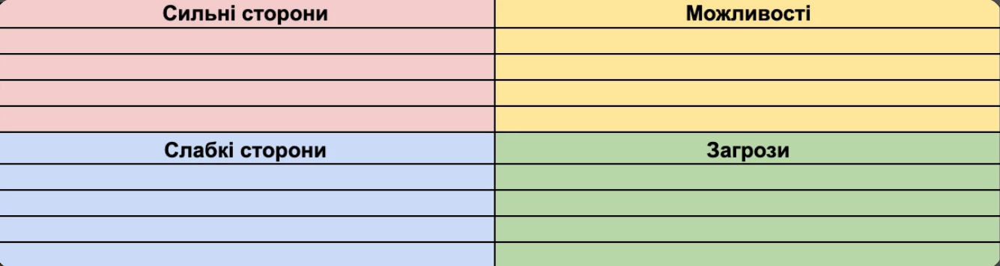 Сильні сторони
Можливості
Слабкі сторони
Загрози